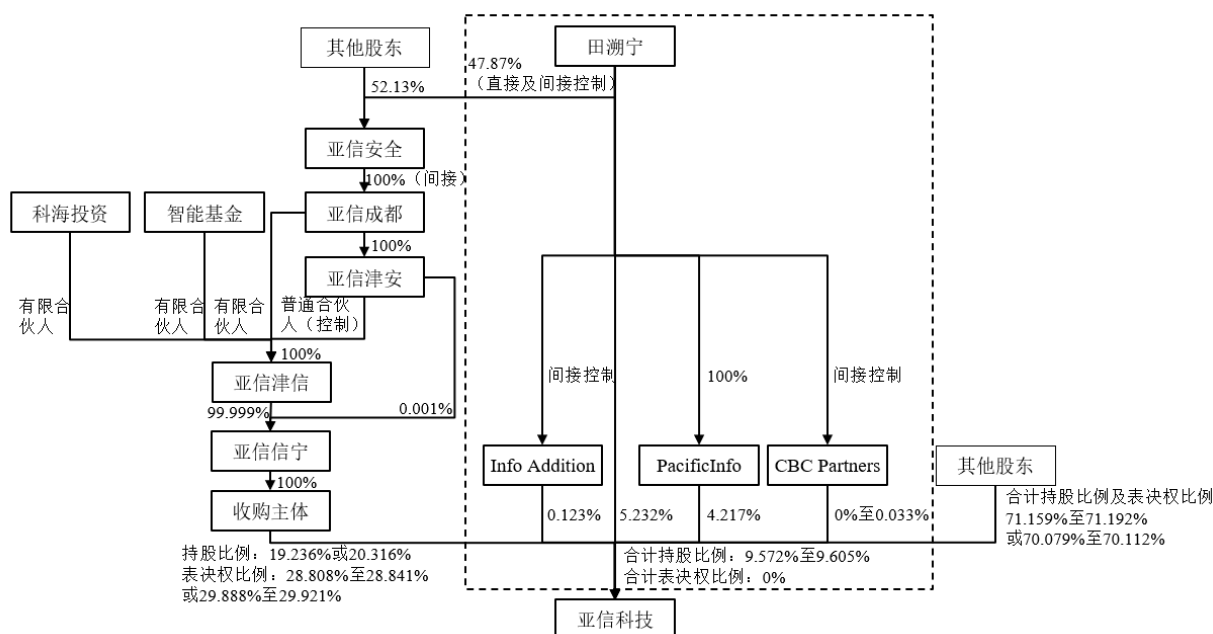 其他股东
田溯宁
47.87%
（直接及间接控制）
52.13%
亚信安全
100%（间接）
科海投资
智能基金
亚信成都
100%
亚信津安
有限合
伙人
有限合
伙人
有限合
伙人
普通合伙
人（控制）
100%
亚信津信
99.999%
0.001%
间接控制
100%
间接控制
亚信信宁
Info Addition
PacificInfo
CBC Partners
其他股东
100%
收购主体
0.123%
5.232%
4.217%
0%至0.033%
合计持股比例及表决权比例
71.159%至71.192%
或70.079%至70.112%
持股比例：19.236%或20.316%
表决权比例：28.808%至28.841%
或29.888%至29.921%
合计持股比例：9.572%至9.605%
合计表决权比例：0%
亚信科技